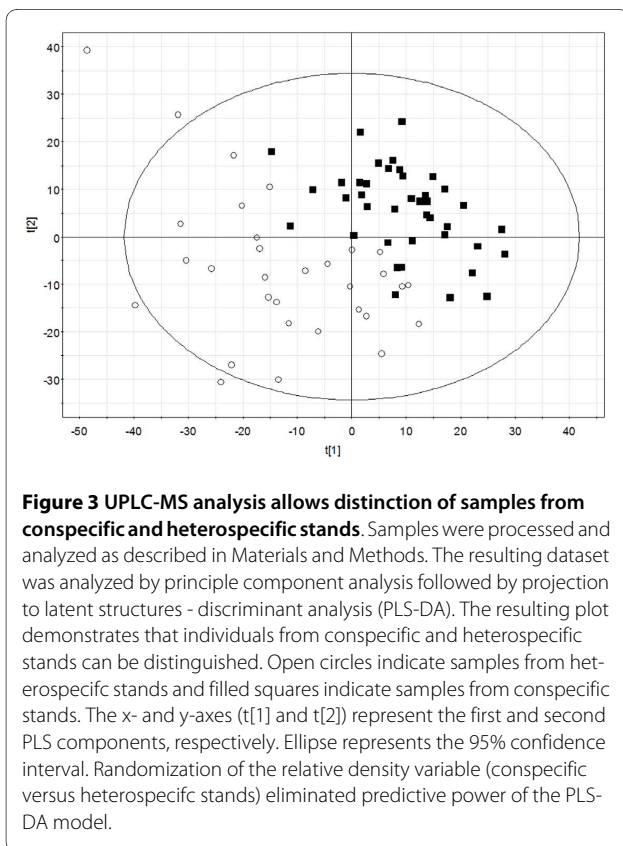 40
30
20
10
0
-10
-20
-30
t[2]
-50 -40 -30 -20 -10 0 10 20 30 40
t[1]
Figure 3 UPLC-MS analysis allows distinction of samples from
conspecific and heterospecific stands. Samples were processed and
analyzed as described in Materials and Methods. The resulting dataset
was analyzed by principle component analysis followed by projection
to latent structures - discriminant analysis (PLS-DA). The resulting plot
demonstrates that individuals from conspecific and heterospecific
stands can be distinguished. Open circles indicate samples from het-
erospecifc stands and filled squares indicate samples from conspecific
stands. The x- and y-axes (t[1] and t[2]) represent the first and second
PLS components, respectively. Ellipse represents the 95% confidence
interval. Randomization of the relative density variable (conspecific
versus heterospecifc stands) eliminated predictive power of the PLS-
DA model.